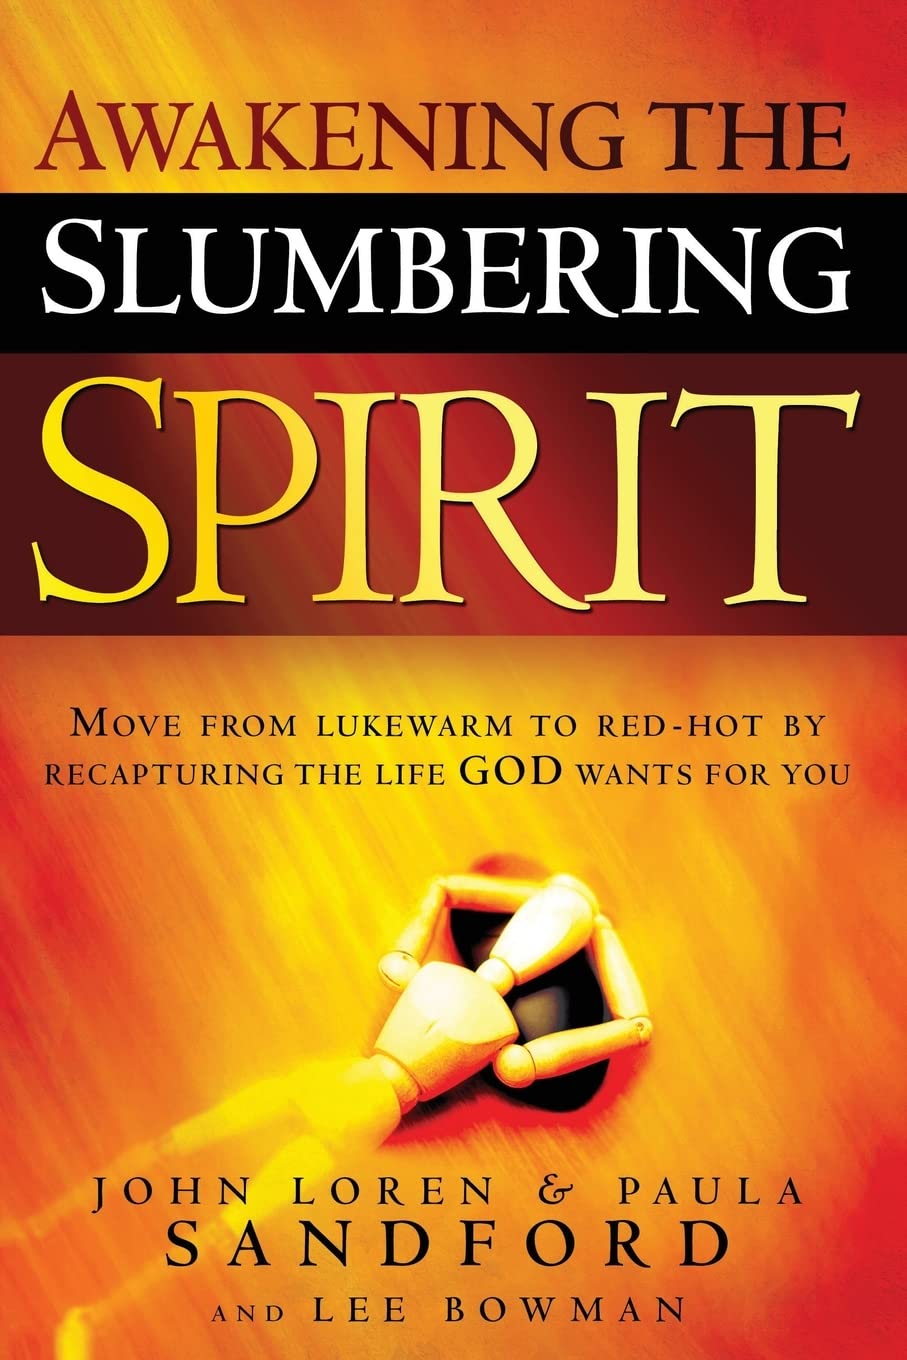 AWAKENING THE
SLUMBERING
SPIRIT
MOVE FROM LUKEWARM TO RED-HOT BY
RECAPTURING THE LIFE GOD WANTS FOR YOU
JOHN LOREN & PAULA
SANDFORD
AND LEE BOWMAN